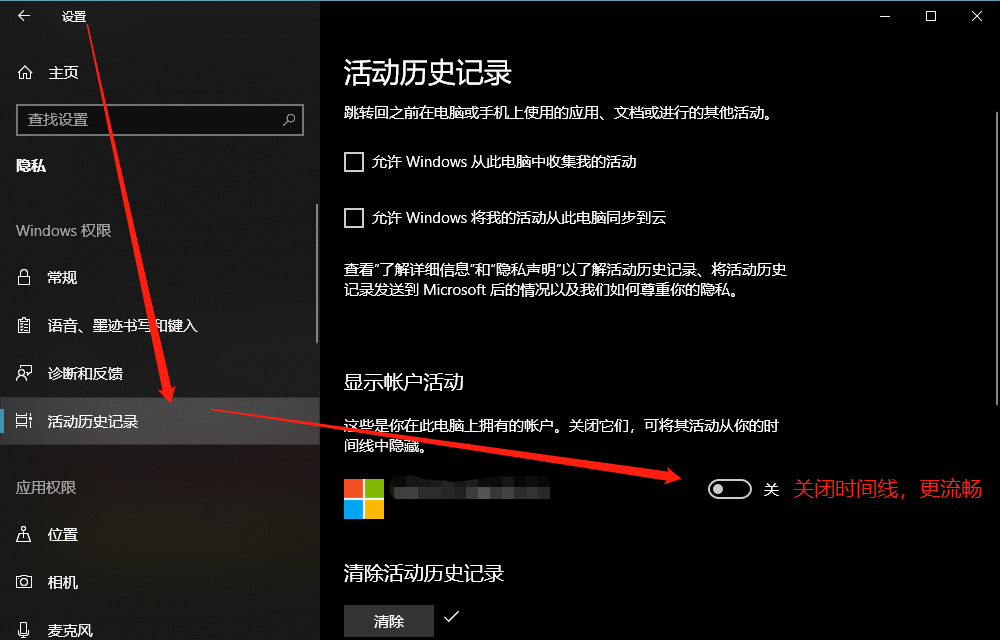 设置
主页
查找设置
隐私
Windows 权限
常规
语音、墨迹书写和键入
诊断和反馈
活动历史记录
应用权限
位置
相机
麦克风
活动历史记录
跳转回之前在电脑或手机上使用的应用、文档或进行的其他活动。
允许 Windows 从此电脑中收集我的活动
允许 Windows 将我的活动从此电脑同步到云
查看"了解详细信息"和"隐私声明"以了解活动历史记录、将活动历史
记录发送到 Microsoft 后的情况以及我们如何尊重你的隐私。
显示帐户活动
这些是你在此电脑上拥有的帐户。关闭它们，可将其活动从你的时
间线中隐藏。
关 关闭时间线，更流畅
清除活动历史记录
清除